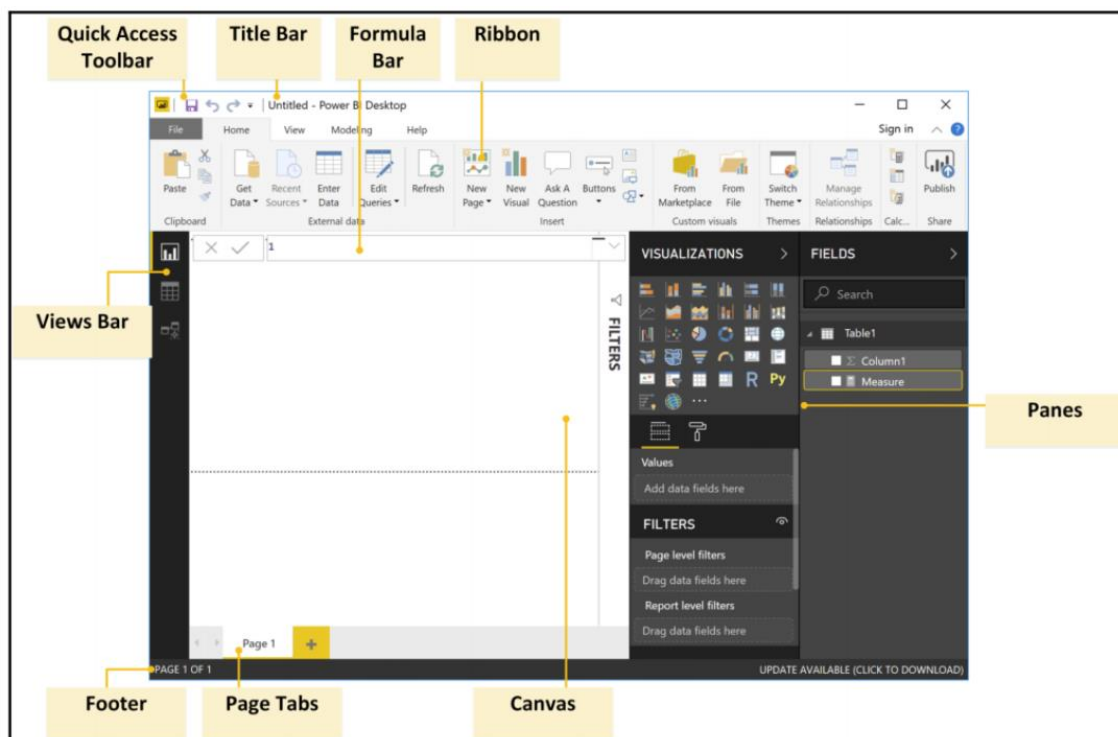 Quick Access
Toolbar
Title Bar
Formula
Bar
Ribbon
Untitled - Power BI Desktop
File Home View Modeling Help
Sign in
Paste
Get
Data
Recent
Sources
Enter
Data
Edit
Queries
Refresh
New
Page
New
Visual
Ask A
Question
Buttons
From
Marketplace
From
File
Switch
Theme
Manage
Relationships
Publish
Clipboard
External data
Insert
Custom visuals
Themes
Relationships
Calc...
Share
1
Views Bar
FILTERS
VISUALIZATIONS
R
Py
...
Values
Add data fields here
FILTERS
Page level filters
Drag data fields here
Report level filters
Drag data fields here
FIELDS
Search
Table1
Column1
Measure
Panes
Page 1
PAGE 1 OF 1
UPDATE AVAILABLE (CLICK TO DOWNLOAD)
Footer
Page Tabs
Canvas